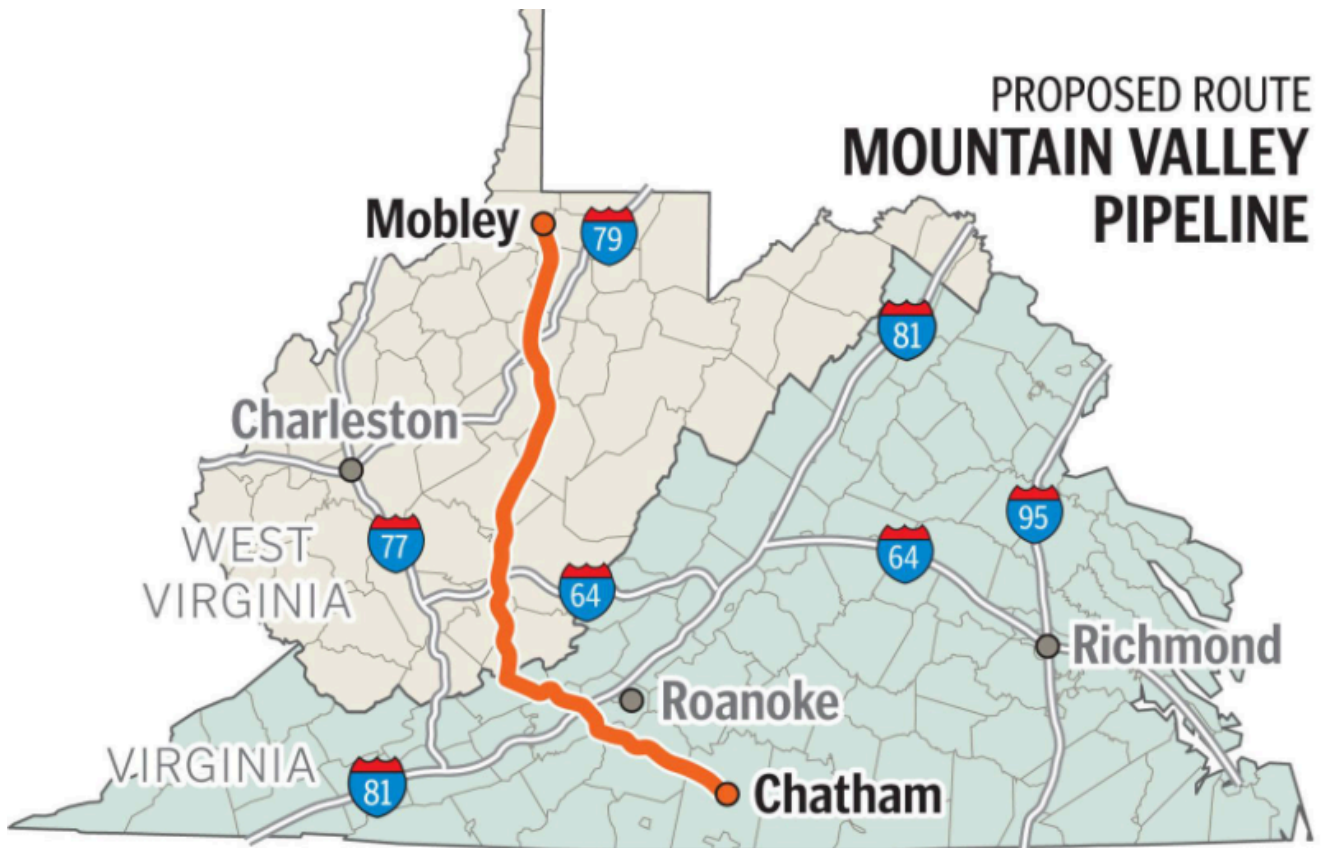 PROPOSED ROUTE
MOUNTAIN VALLEY
PIPELINE
Mobley
79
81
Charleston
95
WEST
VIRGINIA
77
64
64
Richmond
Roanoke
VIRGINIA
81
Chatham